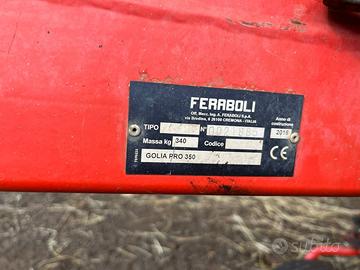 FERABOLI
Off. Mecc. Ing. A. FERABOLI S.p.A.
via Bredina, 6 26100 CREMONA - ITALIA
Anno di
costruzione
TIPO N° 2016
Massa kg 340 Codice
GOLIA PRO 350 CE
subito